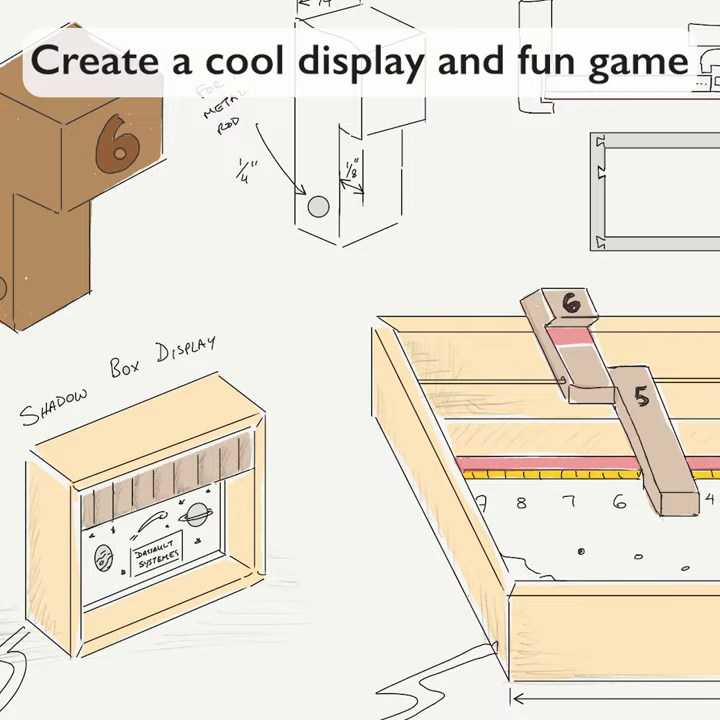 Create a cool display and fun game
6
FOR
METAL
ROD
1/4"
1/8"
SHADOW BOX DISPLAY
6
5
9 8 7 6 4
DASSAULT
SYSTEMES